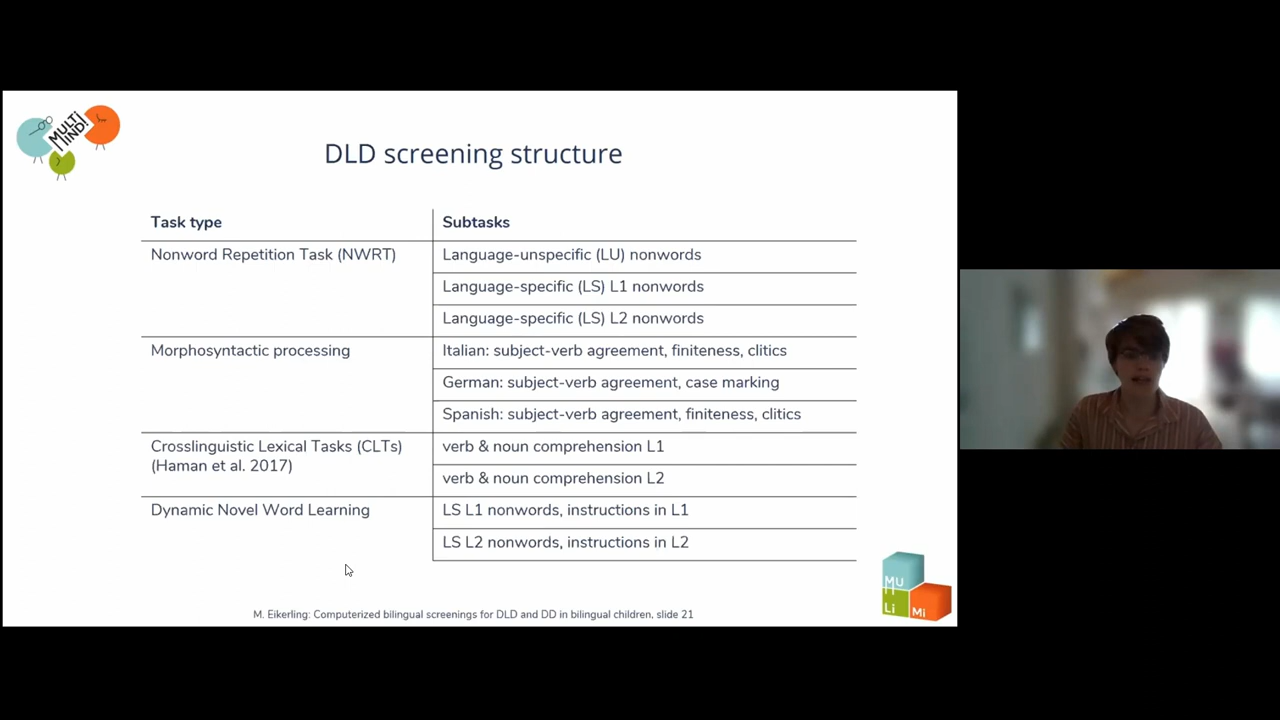 MULTI
MIND!
DLD screening structure
Task type
Subtasks
Nonword Repetition Task (NWRT)
Language-unspecific (LU) nonwords
Language-specific (LS) L1 nonwords
Language-specific (LS) L2 nonwords
Morphosyntactic processing
Italian: subject-verb agreement, finiteness, clitics
German: subject-verb agreement, case marking
Spanish: subject-verb agreement, finiteness, clitics
Crosslinguistic Lexical Tasks (CLTs)
(Haman et al. 2017)
verb & noun comprehension L1
verb & noun comprehension L2
Dynamic Novel Word Learning
LS L1 nonwords, instructions in L1
LS L2 nonwords, instructions in L2
M. Eikerling: Computerized bilingual screenings for DLD and DD in bilingual children, slide 21
MU
Li Mi